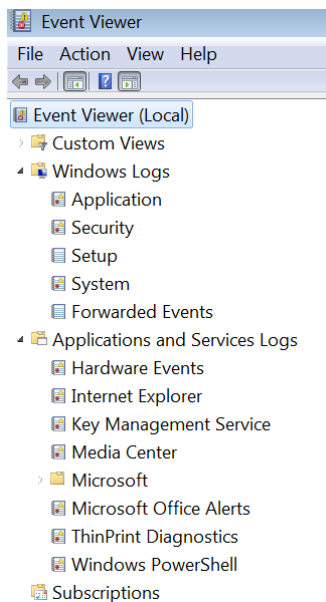 Event Viewer
File Action View Help
Event Viewer (Local)
Custom Views
Windows Logs
Application
Security
Setup
System
Forwarded Events
Applications and Services Logs
Hardware Events
Internet Explorer
Key Management Service
Media Center
Microsoft
Microsoft Office Alerts
ThinPrint Diagnostics
Windows PowerShell
Subscriptions